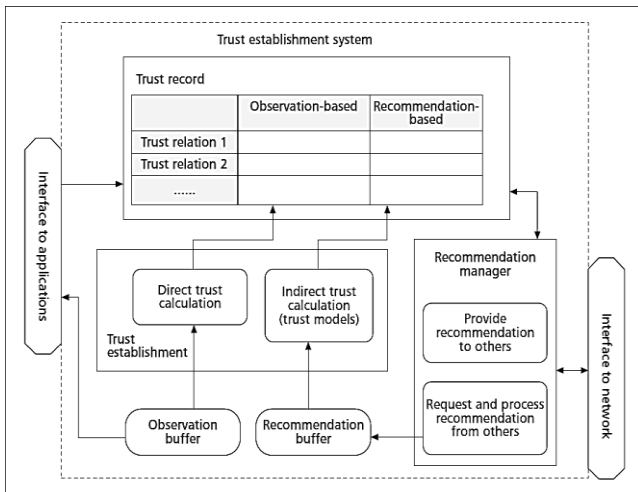 Trust establishment system
Trust record
Observation-based
Recommendation-
based
Trust relation 1
Trust relation 2
......
Interface to applications
Direct trust
calculation
Indirect trust
calculation
(trust models)
Trust
establishment
Observation
buffer
Recommendation
buffer
Recommendation
manager
Provide
recommendation
to others
Request and process
recommendation
from others
Interface to network